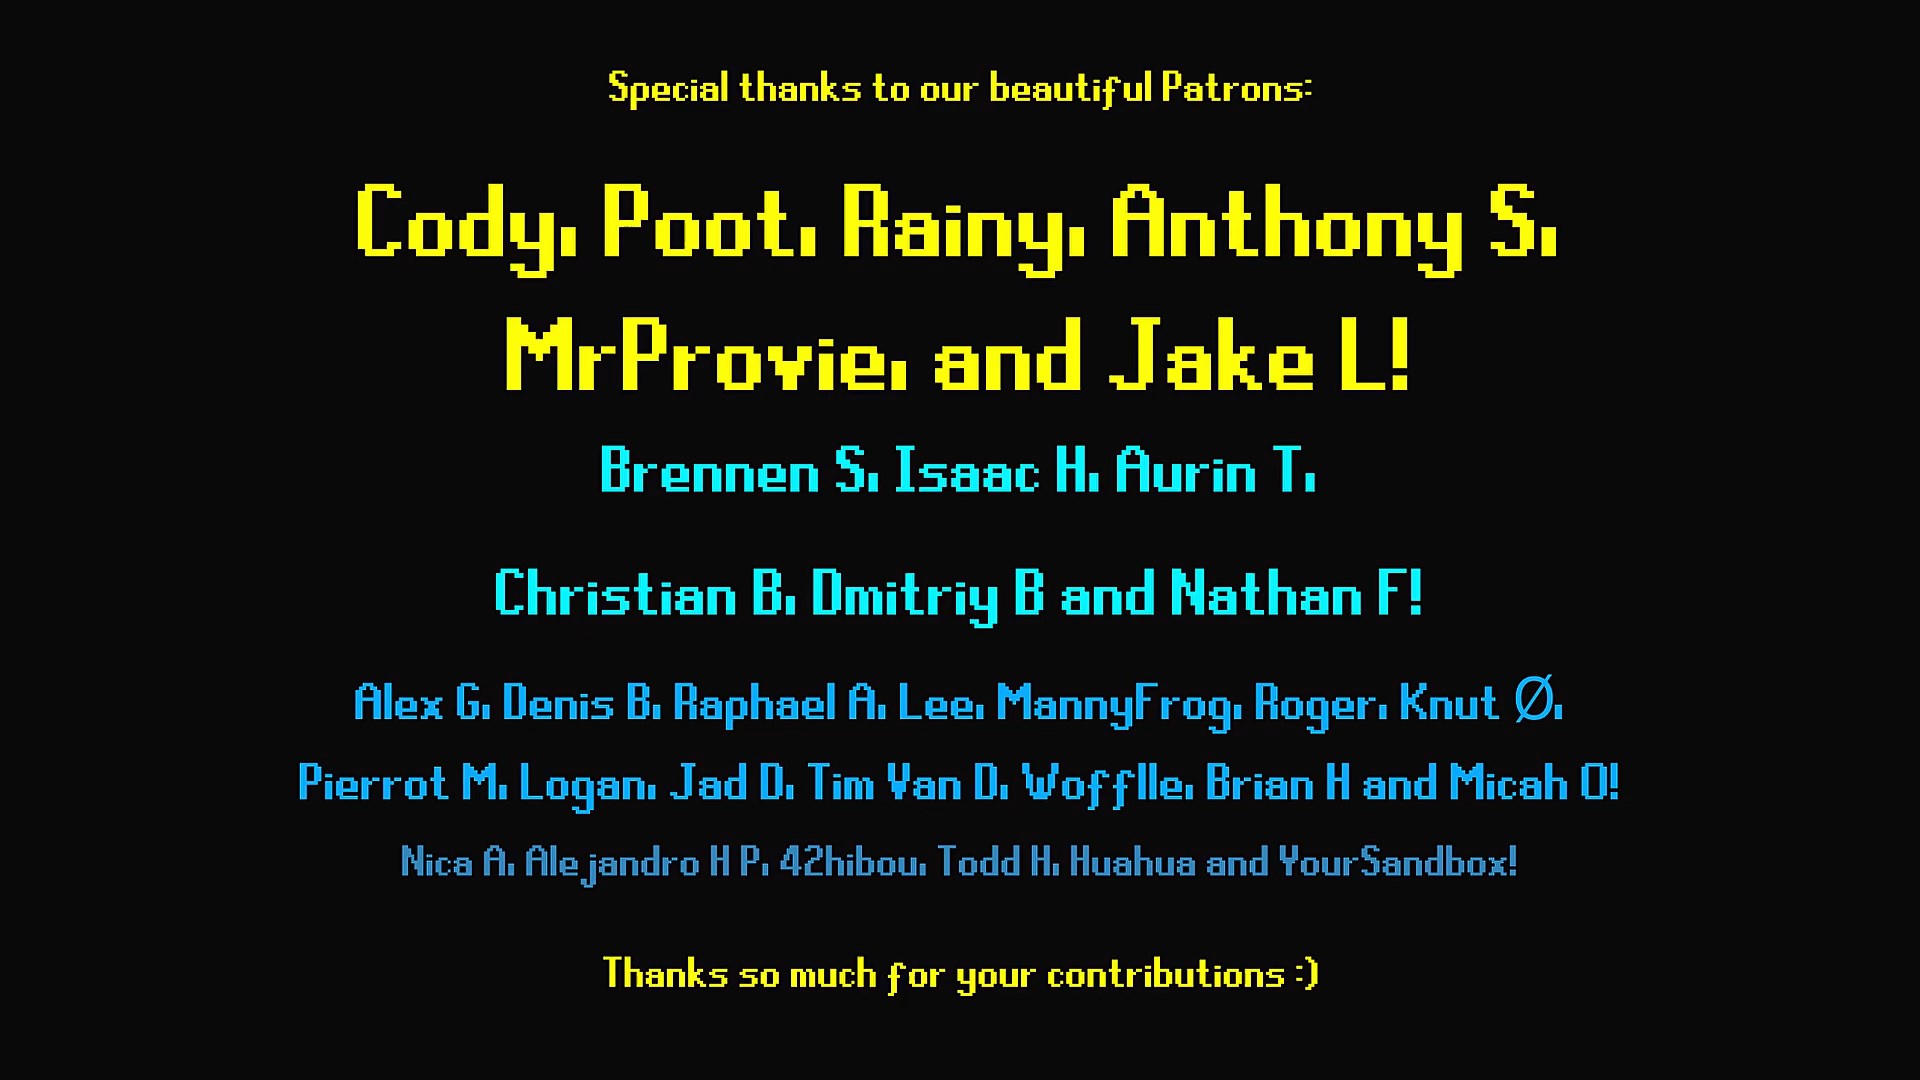 Special thanks to our beautiful Patrons:
Cody, Poot, Rainy, Anthony S,
MrProvie, and Jake L!
Brennen S, Isaac H, Aurin T,
Christian B, Dmitriy B and Nathan F!
Alex G, Denis B, Raphael A, Lee, MannyFrog, Roger, Knut Ø,
Pierrot M, Logan, Jad D, Tim Van D, Wofflle, Brian H and Micah O!
Nica A, Alejandro H P, 42hibou, Todd H, Huahua and YourSandbox!
Thanks so much for your contributions :)